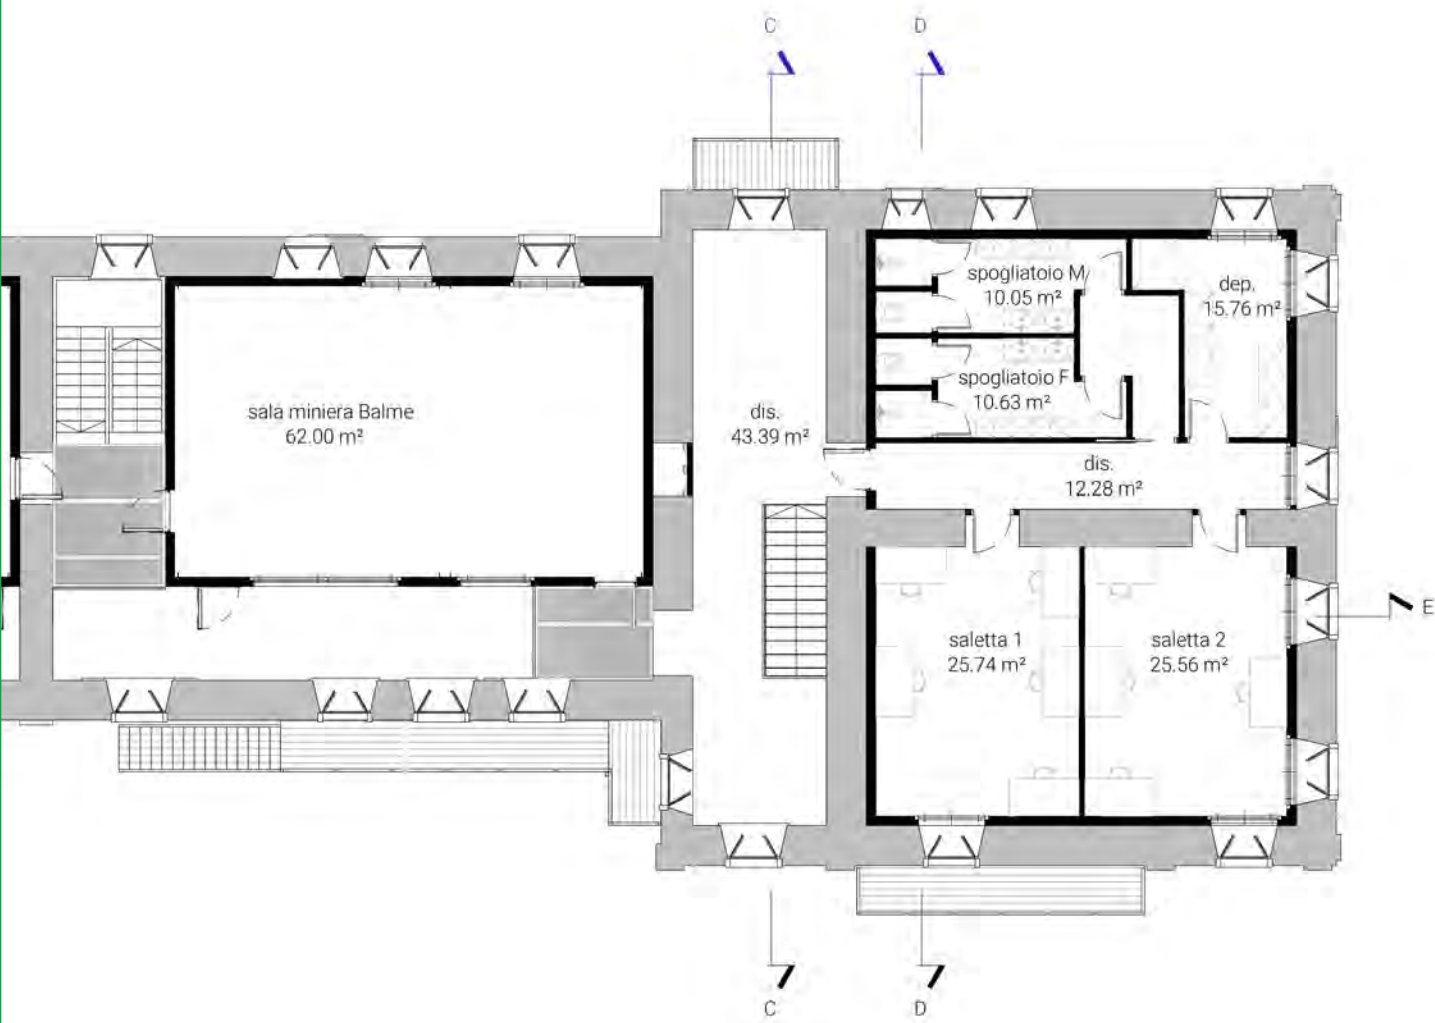 C
D
spogliatoio M
10.05 m²
dep.
15.76 m²
spogliatoio F
10.63 m²
sala miniera Balme
62.00 m²
dis.
43.39 m²
dis.
12.28 m²
saletta 1
25.74 m²
saletta 2
25.56 m²
E
C
D